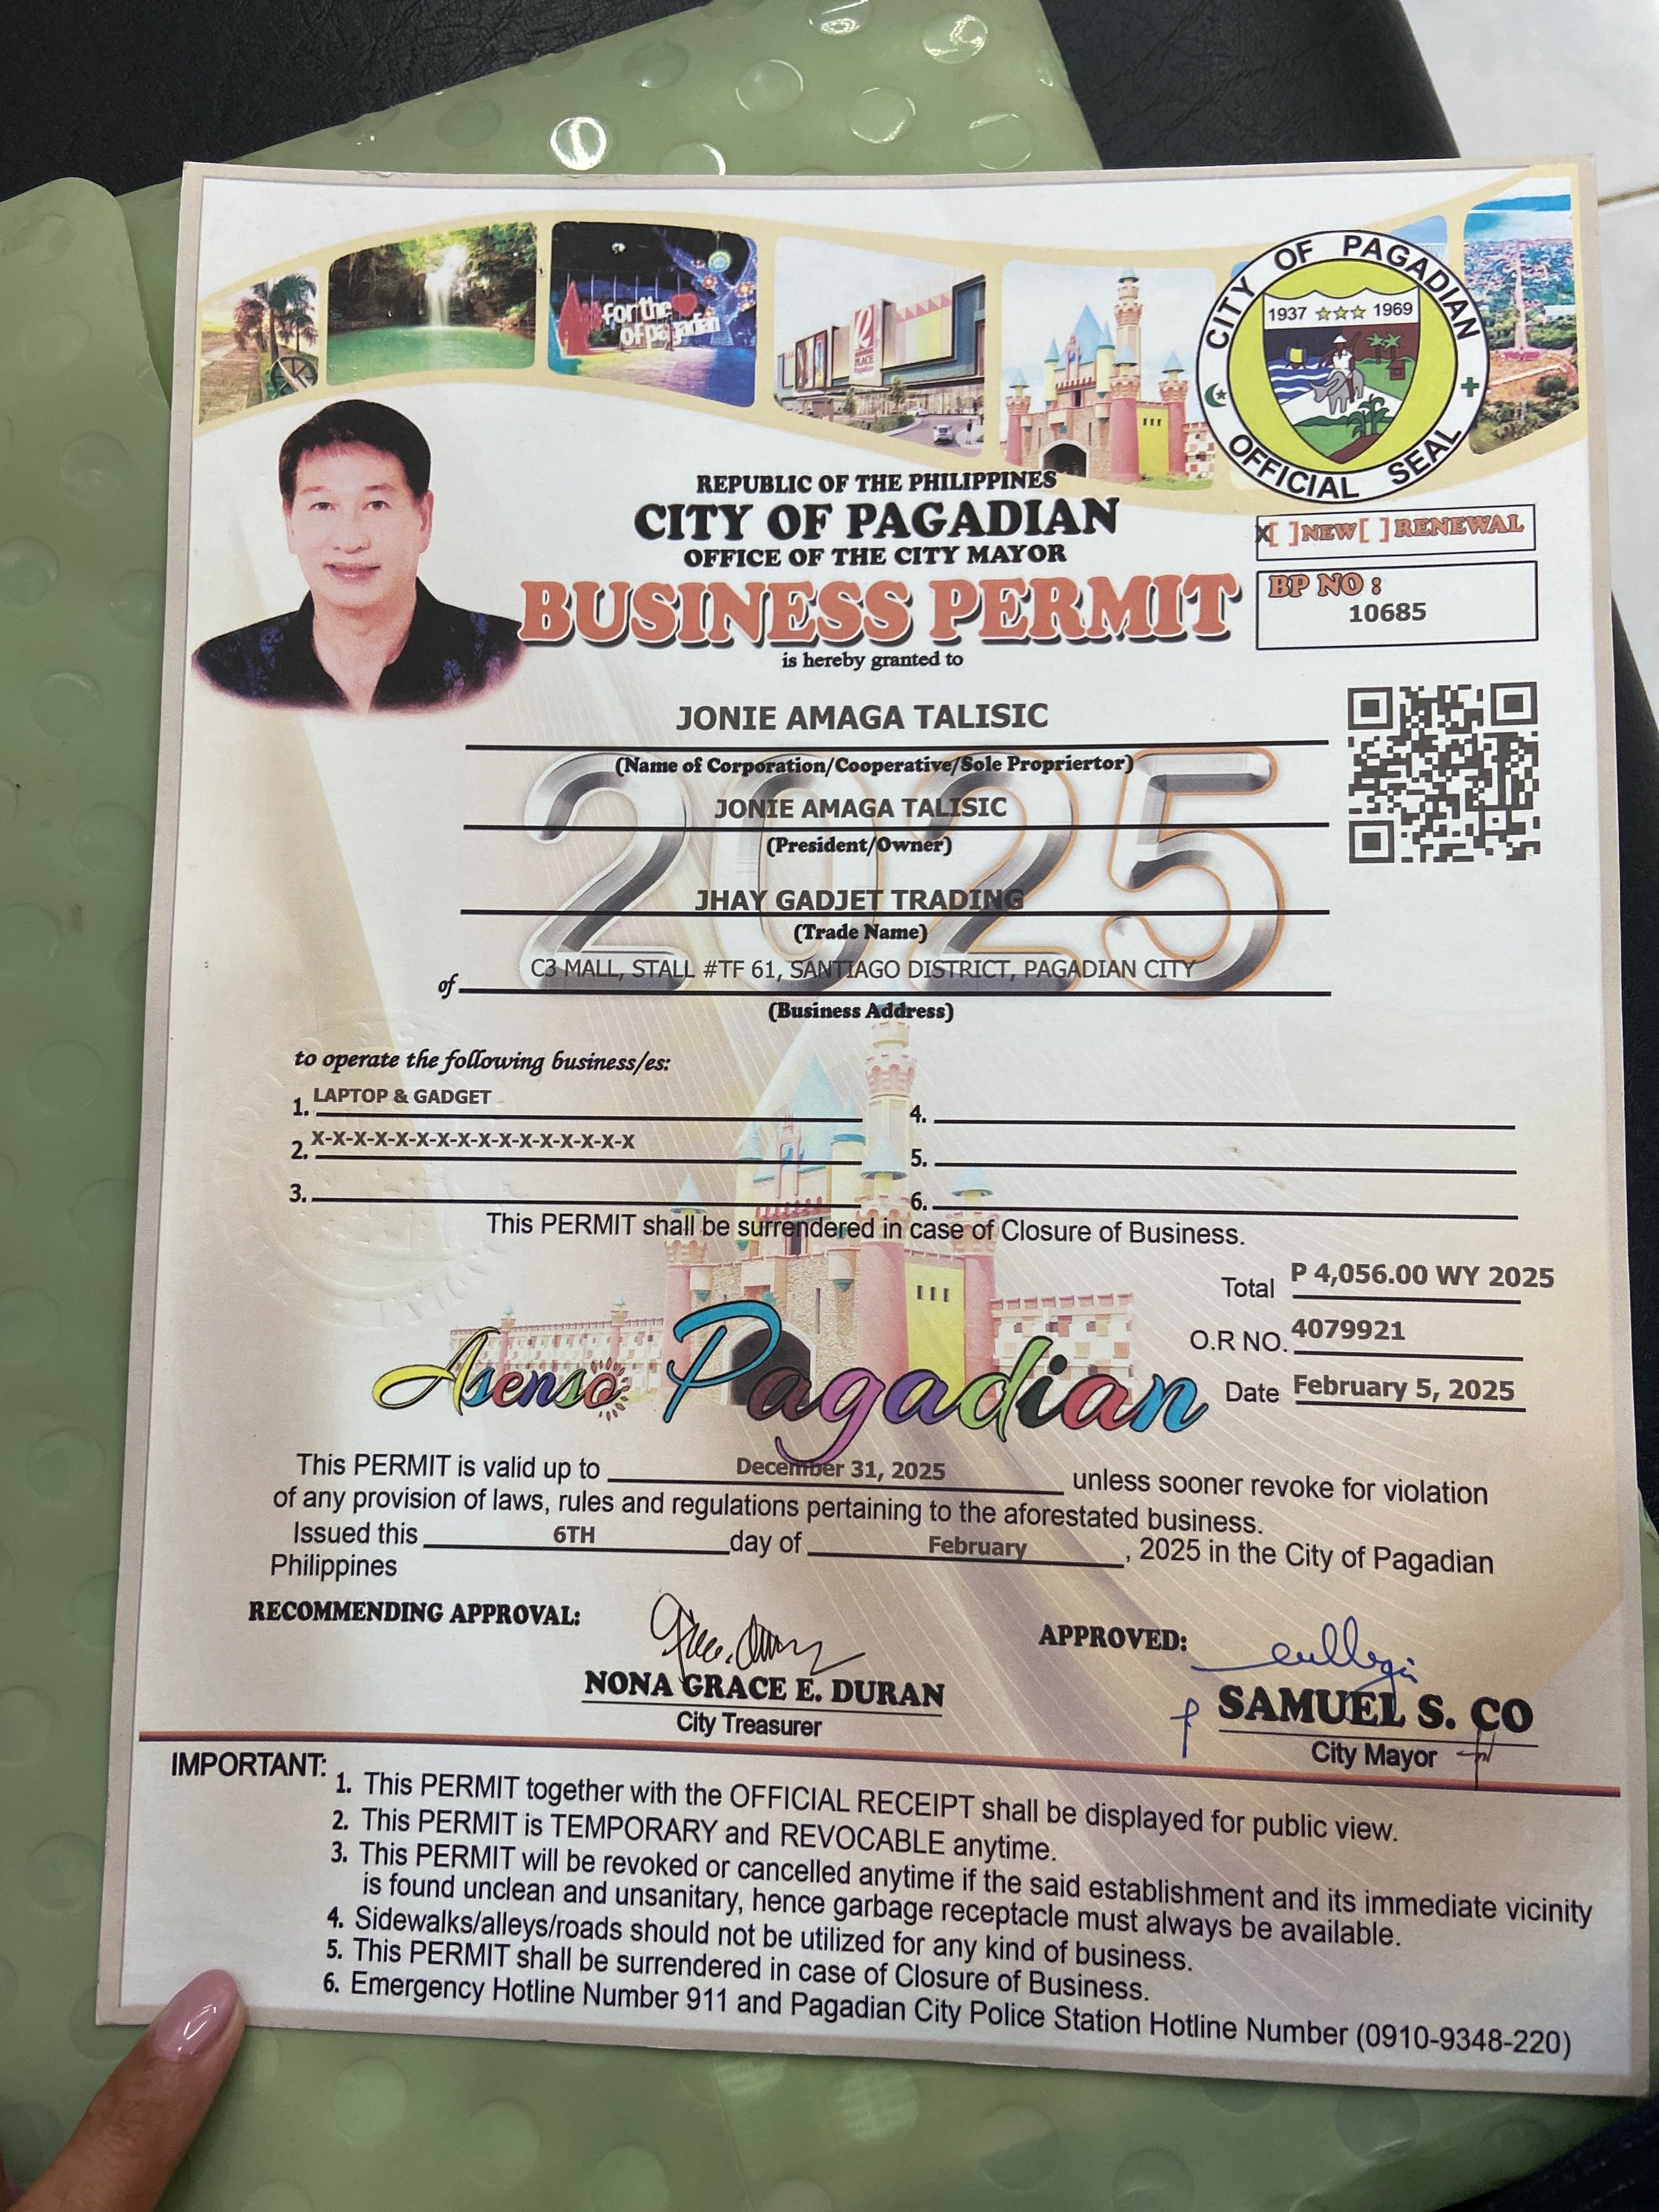 for the
of pagadian
CITY OF PAGADIAN
1937 1969
OFFICIAL SEAL
REPUBLIC OF THE PHILIPPINES
CITY OF PAGADIAN
OFFICE OF THE CITY MAYOR
X[ ]NEW[ ]RENEWAL
BUSINESS PERMIT
BP NO :
10685
is hereby granted to
JONIE AMAGA TALISIC
(Name of Corporation/Cooperative/Sole Propriertor)
2025
JONIE AMAGA TALISIC
(President/Owner)
JHAY GADJET TRADING
(Trade Name)
of C3 MALL, STALL #TF 61, SANTIAGO DISTRICT, PAGADIAN CITY
(Business Address)
to operate the following business/es:
1. LAPTOP & GADGET
2. X-X-X-X-X-X-X-X-X-X-X-X-X-X-X-X
3.
4.
5.
6.
This PERMIT shall be surrendered in case of Closure of Business.
Total P 4,056.00 WY 2025
O.R NO. 4079921
Date February 5, 2025
Asenso Pagadian
This PERMIT is valid up to December 31, 2025 unless sooner revoke for violation
of any provision of laws, rules and regulations pertaining to the aforestated business.
Issued this 6TH day of February, 2025 in the City of Pagadian
Philippines
RECOMMENDING APPROVAL:
NONA GRACE E. DURAN
City Treasurer
APPROVED:
SAMUEL S. CO
City Mayor
IMPORTANT:
1. This PERMIT together with the OFFICIAL RECEIPT shall be displayed for public view.
2. This PERMIT is TEMPORARY and REVOCABLE anytime.
3. This PERMIT will be revoked or cancelled anytime if the said establishment and its immediate vicinity
is found unclean and unsanitary, hence garbage receptacle must always be available.
4. Sidewalks/alleys/roads should not be utilized for any kind of business.
5. This PERMIT shall be surrendered in case of Closure of Business.
6. Emergency Hotline Number 911 and Pagadian City Police Station Hotline Number (0910-9348-220)